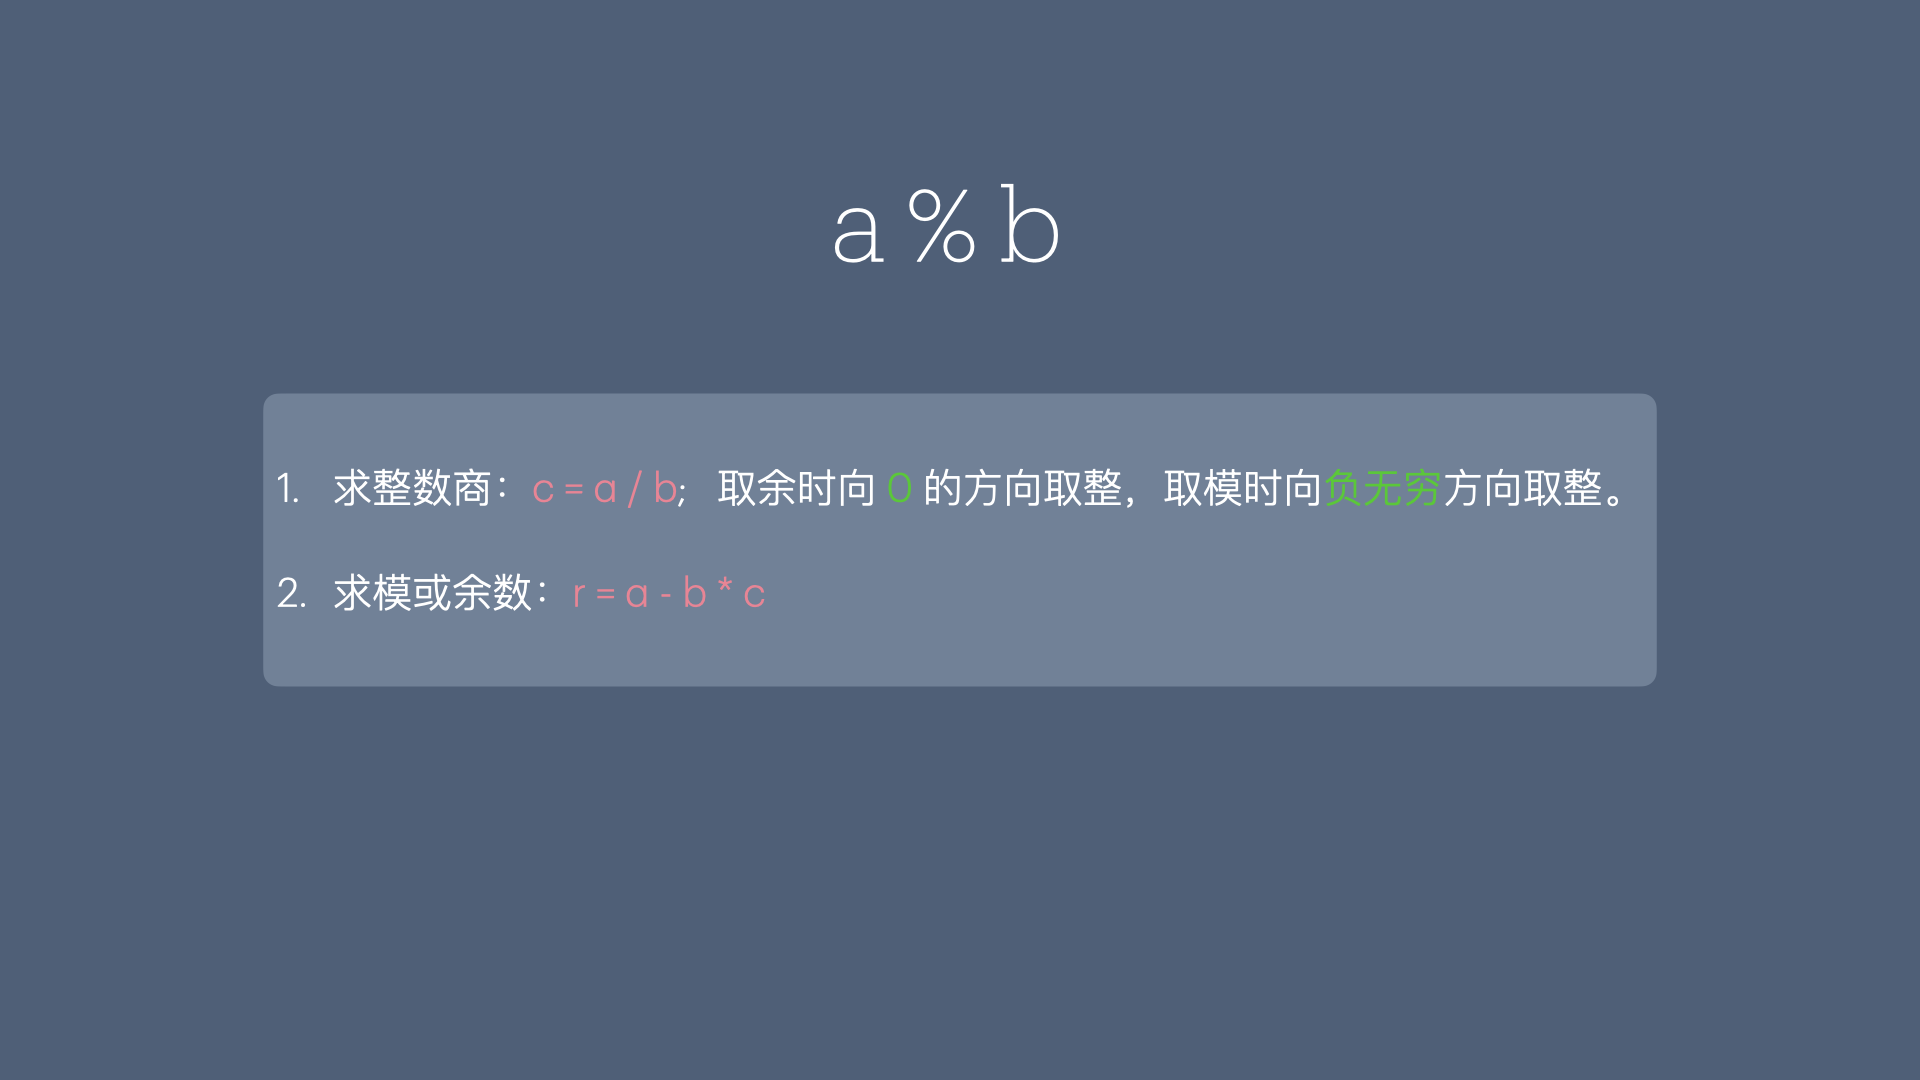 a%b
1. 求整数商：c = a / b; 取余时向 0 的方向取整，取模时向负无穷方向取整。
2. 求模或余数：r = a - b * c